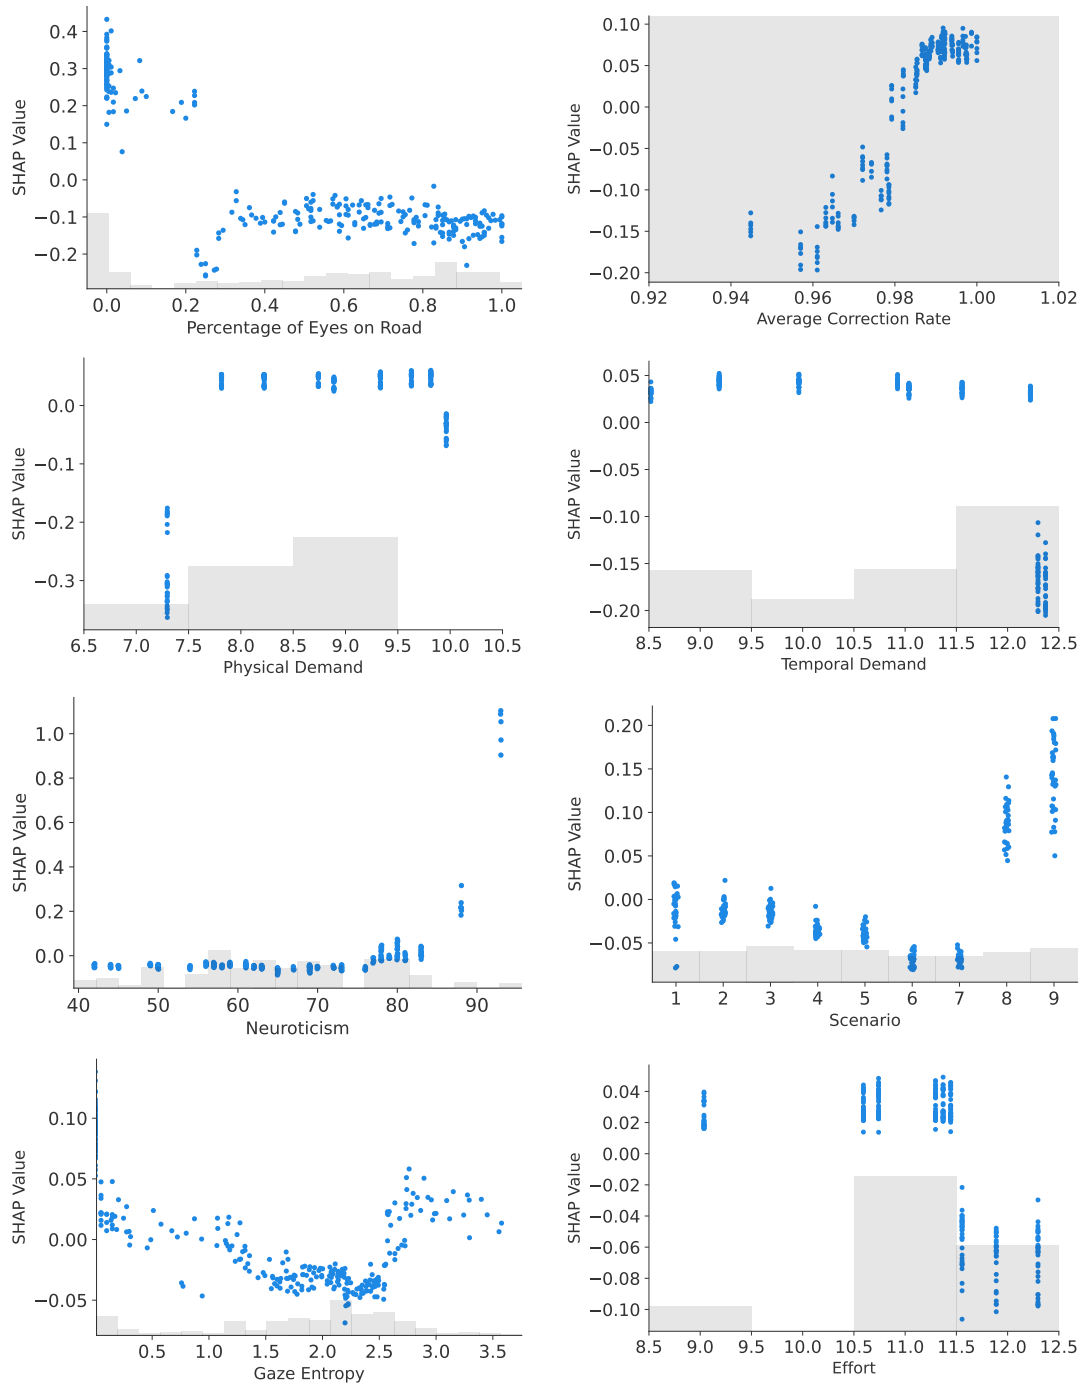 SHAP Value
0.4
0.3
0.2
0.1
0.0
−0.1
−0.2
0.0 0.2 0.4 0.6 0.8 1.0
Percentage of Eyes on Road
SHAP Value
0.10
0.05
0.00
−0.05
−0.10
−0.15
−0.20
0.92 0.94 0.96 0.98 1.00 1.02
Average Correction Rate
SHAP Value
0.0
−0.1
−0.2
−0.3
6.5 7.0 7.5 8.0 8.5 9.0 9.5 10.0 10.5
Physical Demand
SHAP Value
0.05
0.00
−0.05
−0.10
−0.15
−0.20
8.5 9.0 9.5 10.0 10.5 11.0 11.5 12.0 12.5
Temporal Demand
SHAP Value
1.0
0.8
0.6
0.4
0.2
0.0
40 50 60 70 80 90
Neuroticism
SHAP Value
0.20
0.15
0.10
0.05
0.00
−0.05
1 2 3 4 5 6 7 8 9
Scenario
SHAP Value
0.10
0.05
0.00
−0.05
0.5 1.0 1.5 2.0 2.5 3.0 3.5
Gaze Entropy
SHAP Value
0.04
0.02
0.00
−0.02
−0.04
−0.06
−0.08
−0.10
8.5 9.0 9.5 10.0 10.5 11.0 11.5 12.0 12.5
Effort